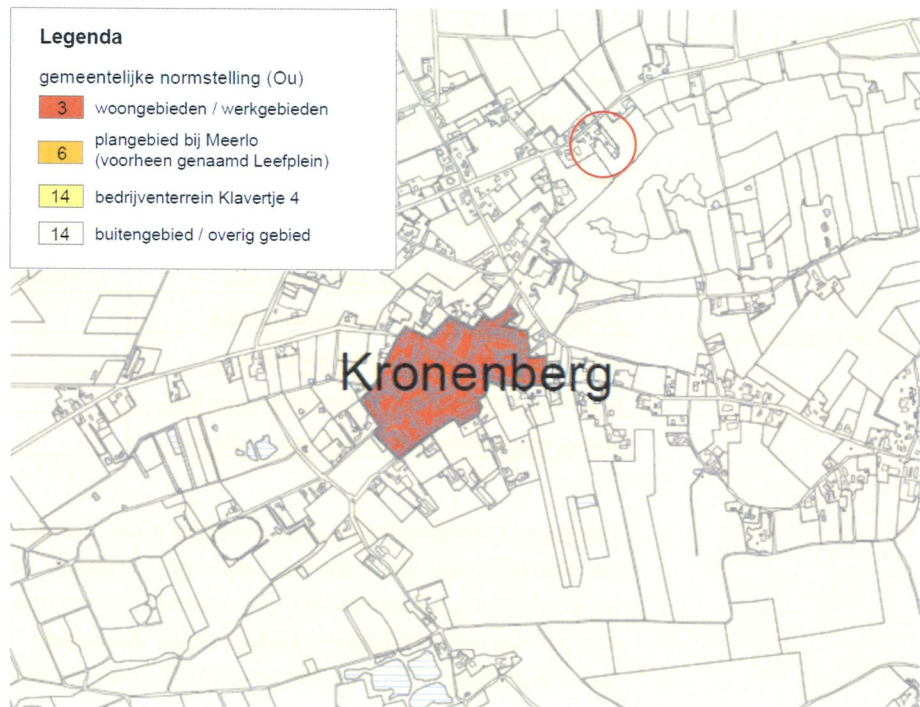 Legenda
gemeentelijke normstelling (Ou)
3 woongebieden / werkgebieden
6 plangebied bij Meerlo
(voorheen genaamd Leefplein)
14 bedrijventerrein Klavertje 4
14 buitengebied / overig gebied
Kronenberg